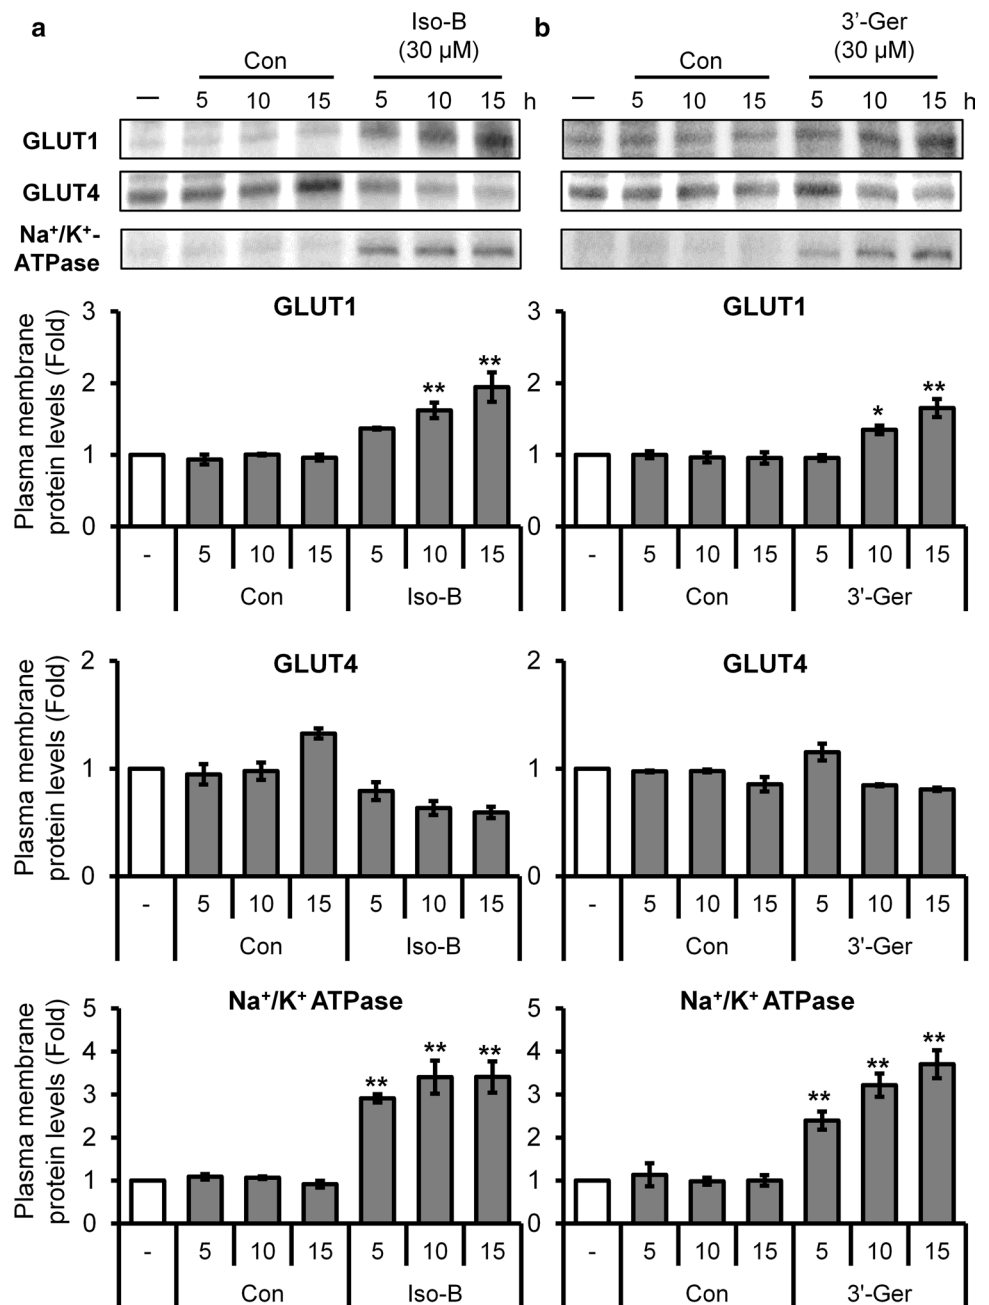 a
Iso-B
(30 µM)
Con
— 5 10 15 5 10 15 h
GLUT1
GLUT4
Na⁺/K⁺-
ATPase
b
3’-Ger
(30 µM)
Con
— 5 10 15 5 10 15 h
GLUT1
Plasma membrane
protein levels (Fold)
3
2
1
0
** **
- 5 10 15 5 10 15
Con Iso-B
GLUT1
3
2
1
0
* **
- 5 10 15 5 10 15
Con 3'-Ger
GLUT4
Plasma membrane
protein levels (Fold)
2
1
0
- 5 10 15 5 10 15
Con Iso-B
GLUT4
2
1
0
- 5 10 15 5 10 15
Con 3'-Ger
Na⁺/K⁺ ATPase
Plasma membrane
protein levels (Fold)
5
4
3
2
1
0
** ** **
- 5 10 15 5 10 15
Con Iso-B
Na⁺/K⁺ ATPase
5
4
3
2
1
0
** ** **
- 5 10 15 5 10 15
Con 3'-Ger